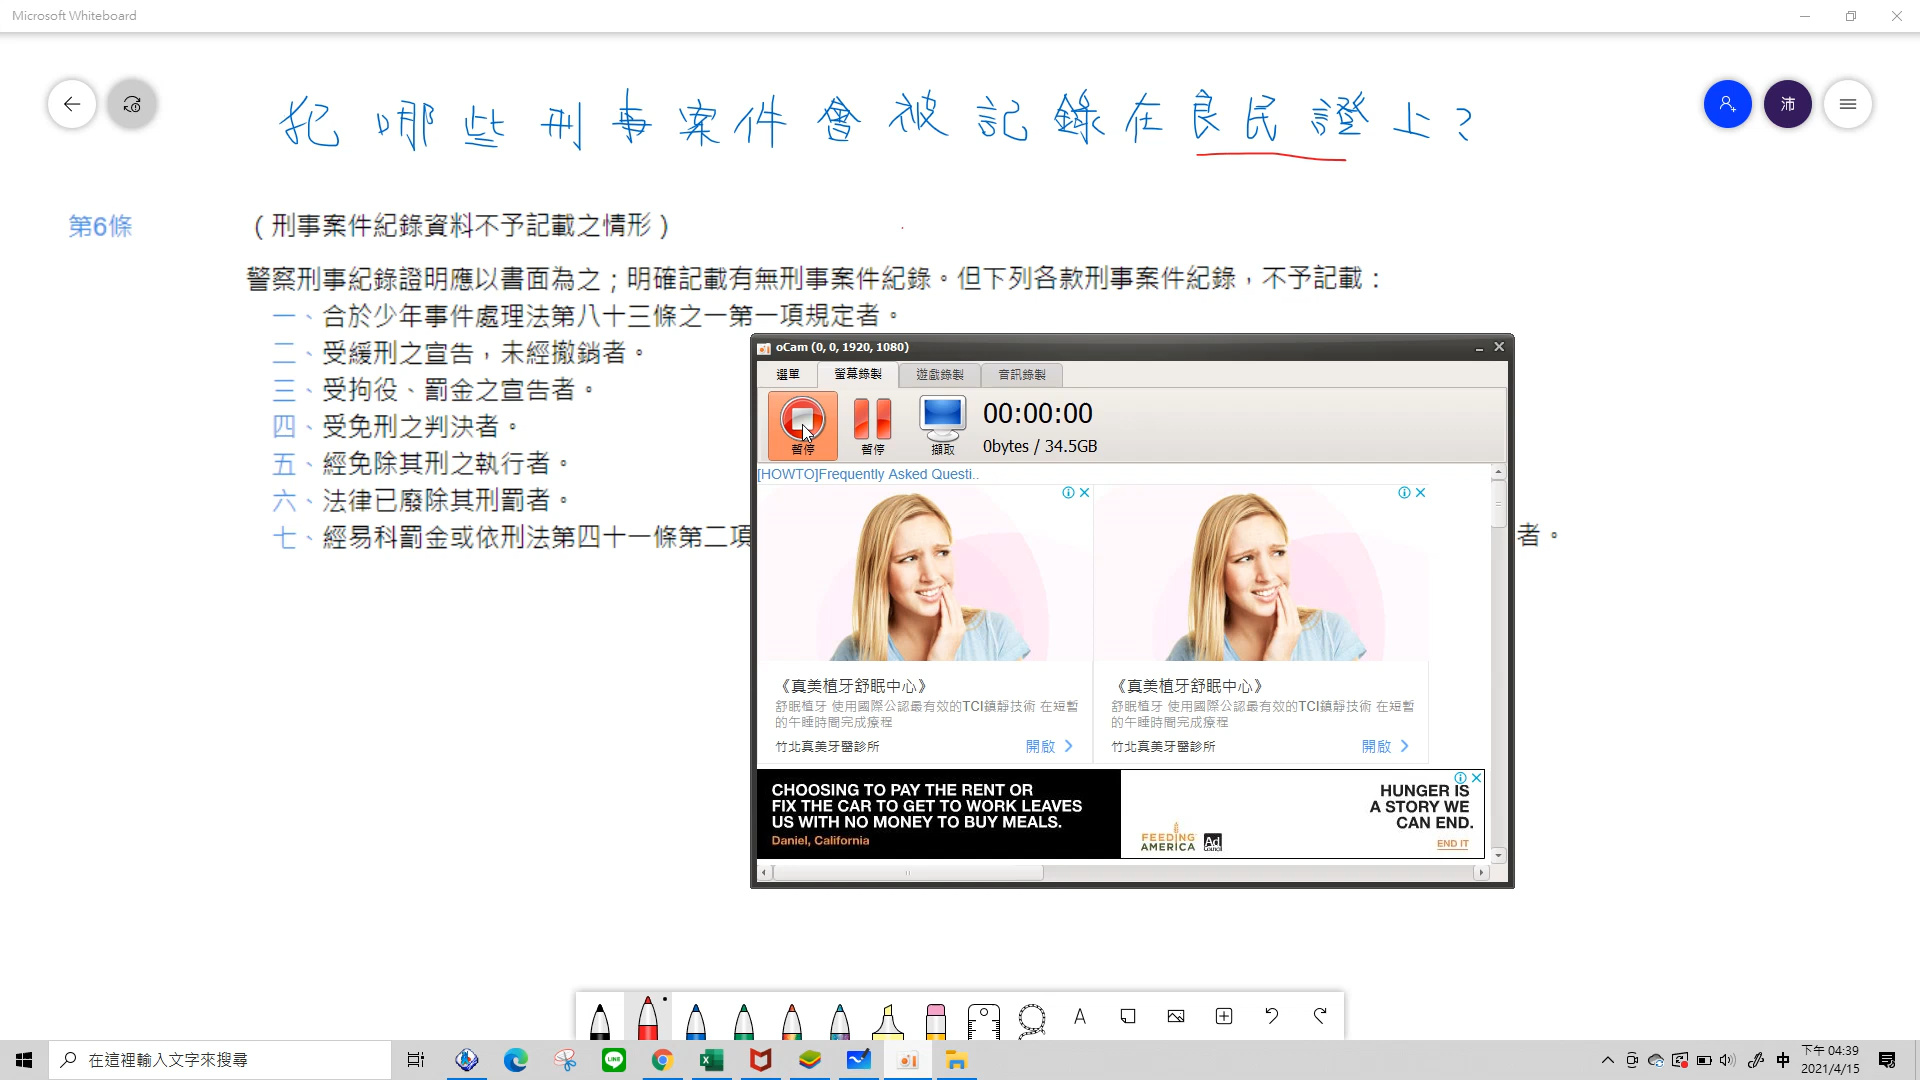 Microsoft Whiteboard
犯哪些刑事案件會被記錄在良民證上?
沛
第6條
(刑事案件紀錄資料不予記載之情形)
警察刑事紀錄證明應以書面為之;明確記載有無刑事案件紀錄。但下列各款刑事案件紀錄,不予記載:
一、合於少年事件處理法第八十三條之一第一項規定者。
二、受緩刑之宣告,未經撤銷者。
三、受拘役、罰金之宣告者。
四、受免刑之判決者。
五、經免除其刑之執行者。
六、法律已廢除其刑罰者。
七、經易科罰金或依刑法第四十一條第二項
者。
oCam (0, 0, 1920, 1080)
選單 螢幕錄製 遊戲錄製 音訊錄製
暫停 暫停 擷取
00:00:00
0bytes / 34.5GB
[HOWTO]Frequently Asked Questi..
《真美植牙舒眠中心》
舒眠植牙 使用國際公認最有效的TCI鎮靜技術 在短暫
的午睡時間完成療程
竹北真美牙醫診所 開啟
《真美植牙舒眠中心》
舒眠植牙 使用國際公認最有效的TCI鎮靜技術 在短暫
的午睡時間完成療程
竹北真美牙醫診所 開啟
CHOOSING TO PAY THE RENT OR
FIX THE CAR TO GET TO WORK LEAVES
US WITH NO MONEY TO BUY MEALS.
Daniel, California
FEEDING
AMERICA
Ad
Council
HUNGER IS
A STORY WE
CAN END.
END IT
A
在這裡輸入文字來搜尋
LINE
中
下午 04:39
2021/4/15